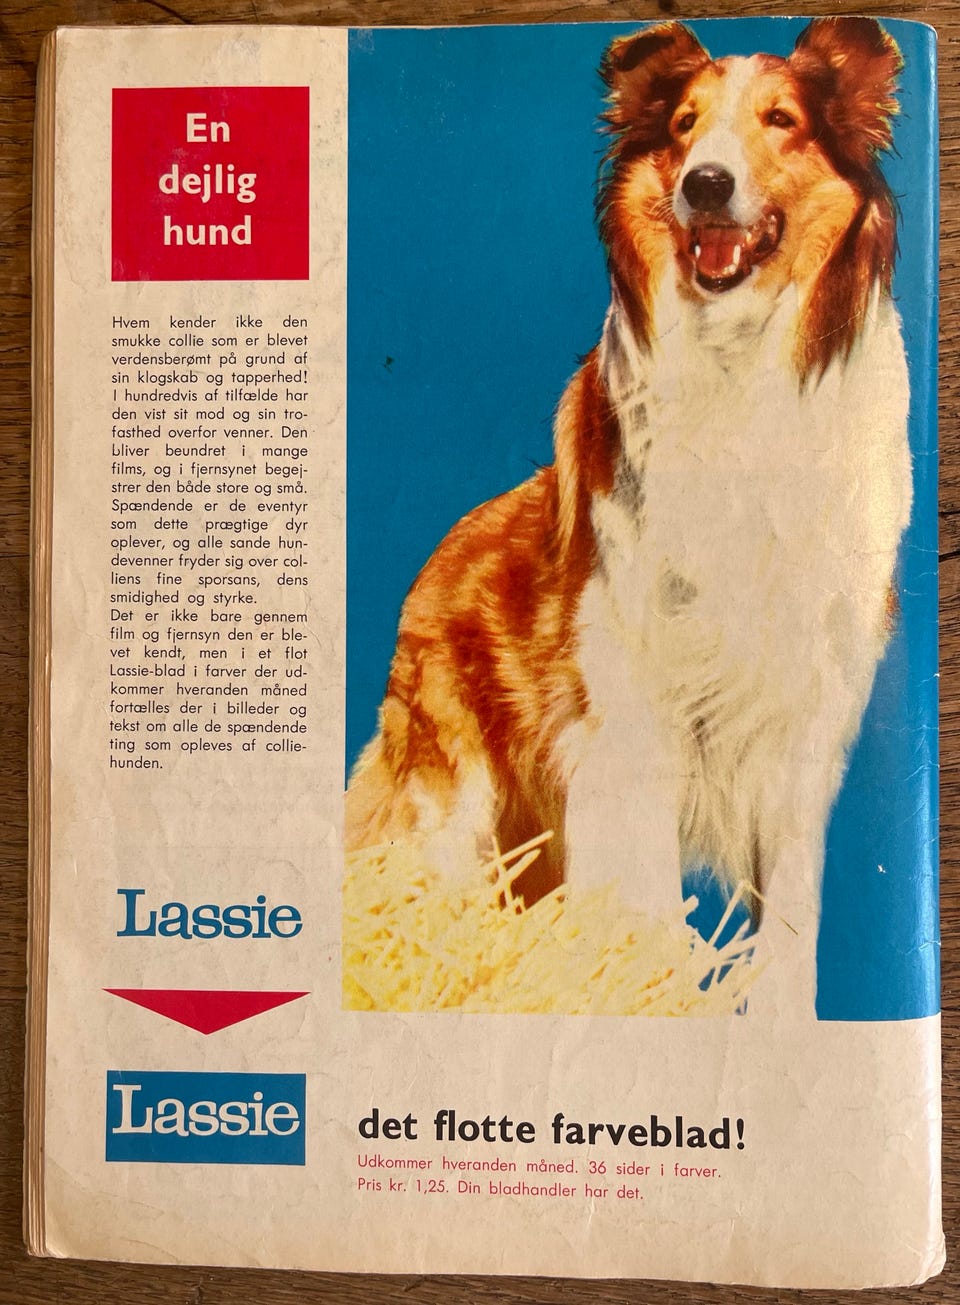 En
dejlig
hund
Hvem kender ikke den
smukke collie som er blevet
verdensberømt på grund af
sin klogskab og tapperhed!
I hundredvis af tilfælde har
den vist sit mod og sin tro-
fasthed overfor venner. Den
bliver beundret i mange
films, og i fjernsynet begej-
strer den både store og små.
Spændende er de eventyr
som dette prægtige dyr
oplever, og alle sande hun-
devenner fryder sig over col-
liens fine sporsans, dens
smidighed og styrke.
Det er ikke bare gennem
film og fjernsyn den er ble-
vet kendt, men i et flot
Lassie-blad i farver der ud-
kommer hveranden måned
fortælles der i billeder og
tekst om alle de spændende
ting som opleves af collie-
hunden.
Lassie
Lassie
det flotte farveblad!
Udkommer hveranden måned. 36 sider i farver.
Pris kr. 1,25. Din bladhandler har det.